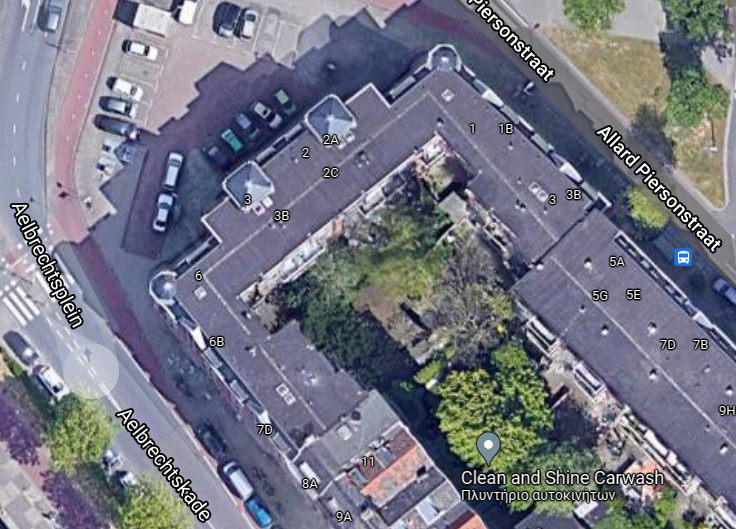 Piersonstraat
Allard Piersonstraat
1
1B
2A
2
2C
3
3B
3
3B
5A
5G
5E
6
6B
7D
7B
7D
9H
11
8A
9A
Aelbrechtsplein
Aelbrechtskade
Clean and Shine Carwash
Πλυντήριο αυτοκινήτων